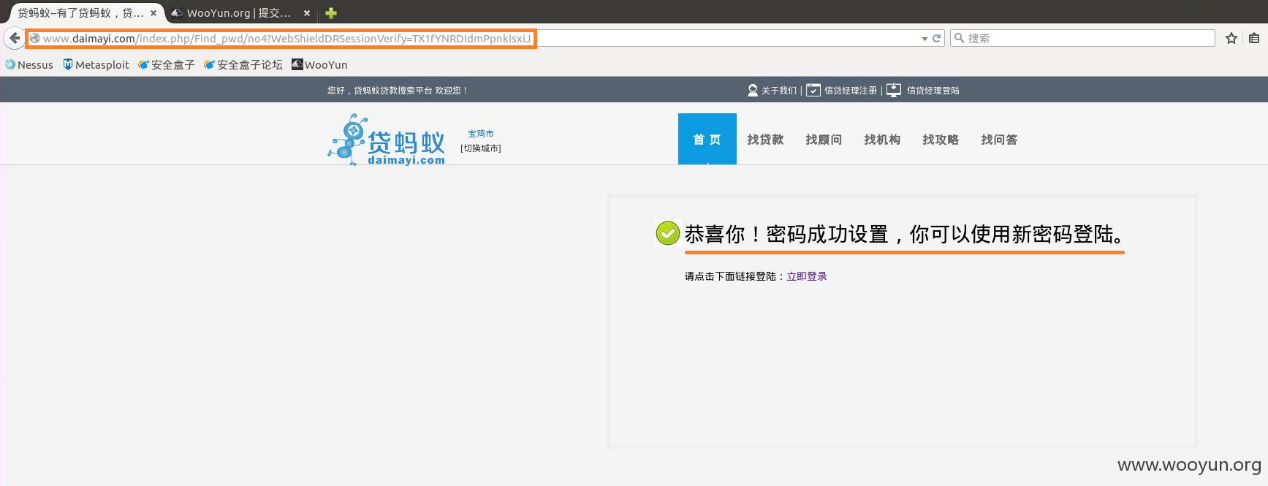 贷蚂蚁–有了贷蚂蚁，贷... ×
WooYun.org | 提交... ×
www.daimayi.com/index.php/Find_pwd/no4?WebShieldDRSessionVerify=TX1fYNRDIdmPpnkIsxiJ
搜索
Nessus Metasploit 安全盒子 安全盒子论坛 WooYun
您好，贷蚂蚁贷款搜索平台 欢迎您！
关于我们 | 信贷经理注册 | 信贷经理登陆
贷蚂蚁
daimayi.com
宝鸡市
[切换城市]
首 页 找贷款 找顾问 找机构 找攻略 找问答
恭喜你！密码成功设置，你可以使用新密码登陆。
请点击下面链接登陆：立即登录
www.wooyun.org